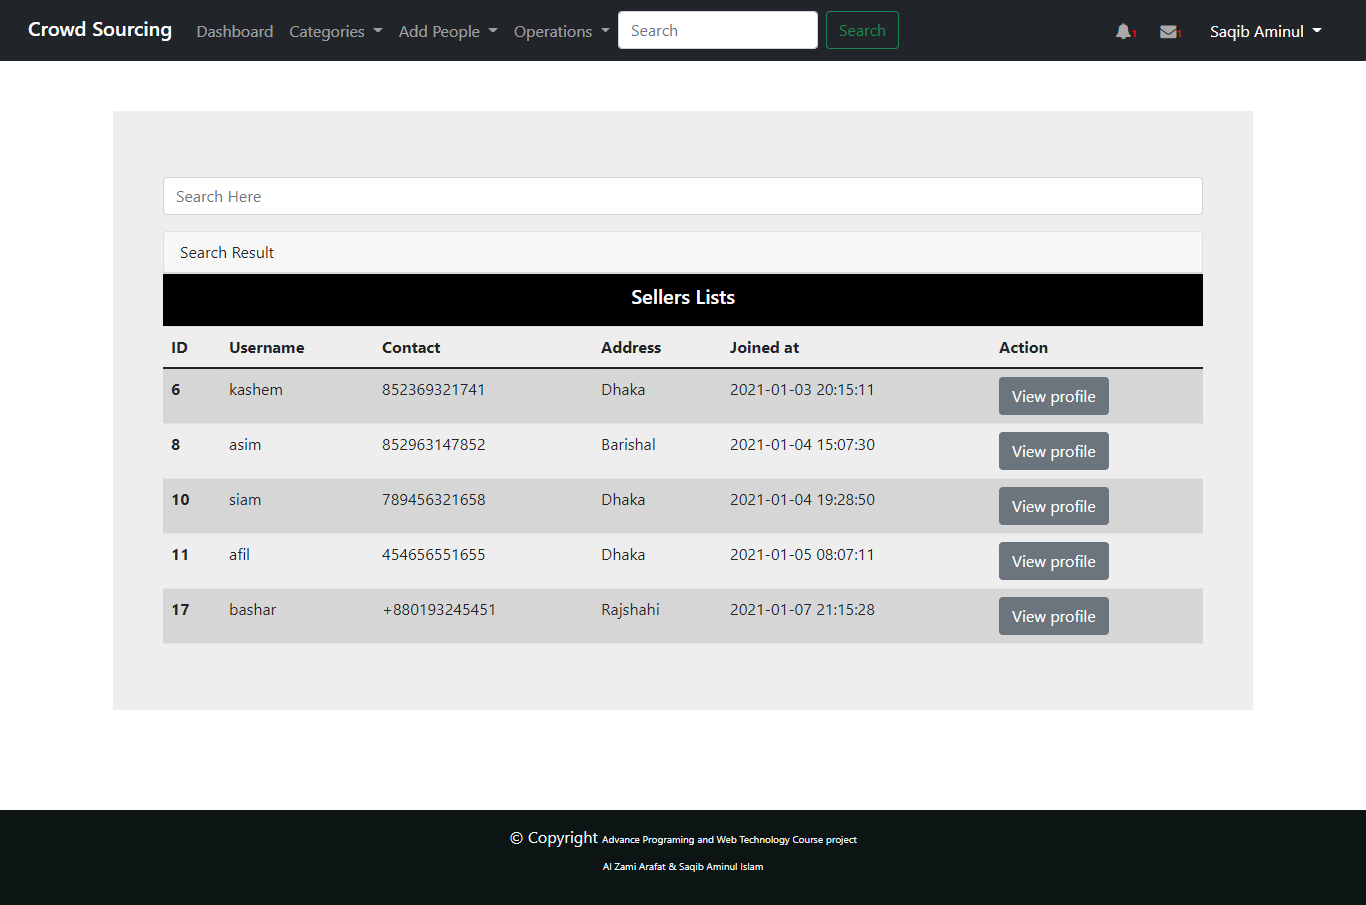 Crowd Sourcing Dashboard Categories Add People Operations Search Search 1 1 Saqib Aminul
Search Here
Search Result
Sellers Lists
ID Username Contact Address Joined at Action
6 kashem 852369321741 Dhaka 2021-01-03 20:15:11 View profile
8 asim 852963147852 Barishal 2021-01-04 15:07:30 View profile
10 siam 789456321658 Dhaka 2021-01-04 19:28:50 View profile
11 afil 454656551655 Dhaka 2021-01-05 08:07:11 View profile
17 bashar +880193245451 Rajshahi 2021-01-07 21:15:28 View profile
© Copyright Advance Programing and Web Technology Course project
Al Zami Arafat & Saqib Aminul Islam